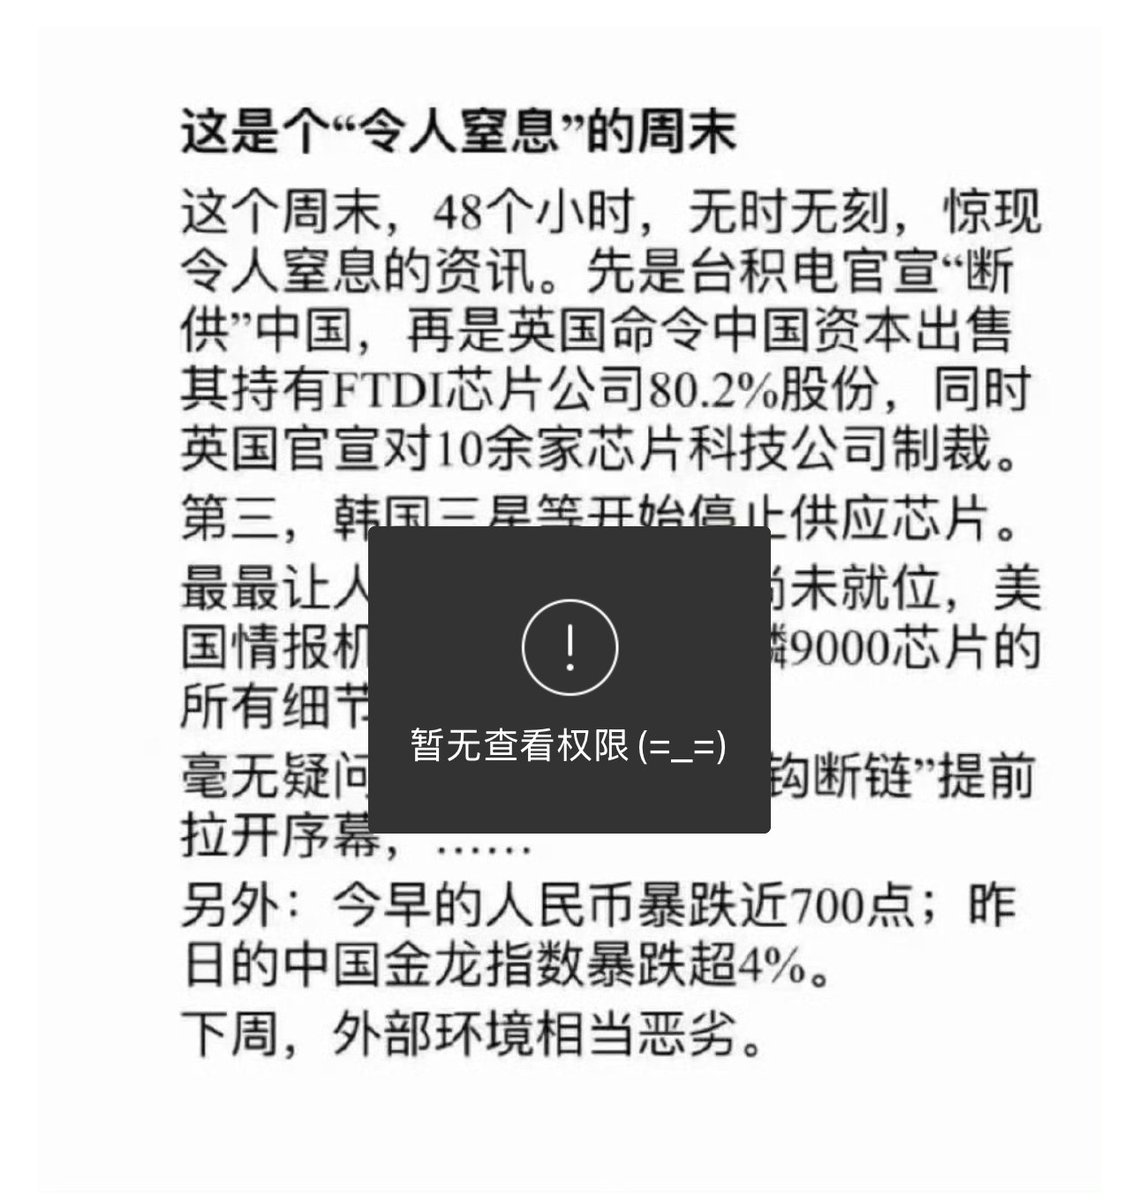 这是个“令人窒息”的周末
这个周末，48个小时，无时无刻，惊现
令人窒息的资讯。先是台积电官宣“断
供”中国，再是英国命令中国资本出售
其持有FTDI芯片公司80.2%股份，同时
英国官宣对10余家芯片科技公司制裁。
第三，韩国三星等开始停止供应芯片。
最最让人尚未就位，美
国情报机9000芯片的
所有细节
毫无疑问钩断链”提前
拉开序幕，……
!
暂无查看权限(=_=)
另外：今早的人民币暴跌近700点；昨
日的中国金龙指数暴跌超4%。
下周，外部环境相当恶劣。